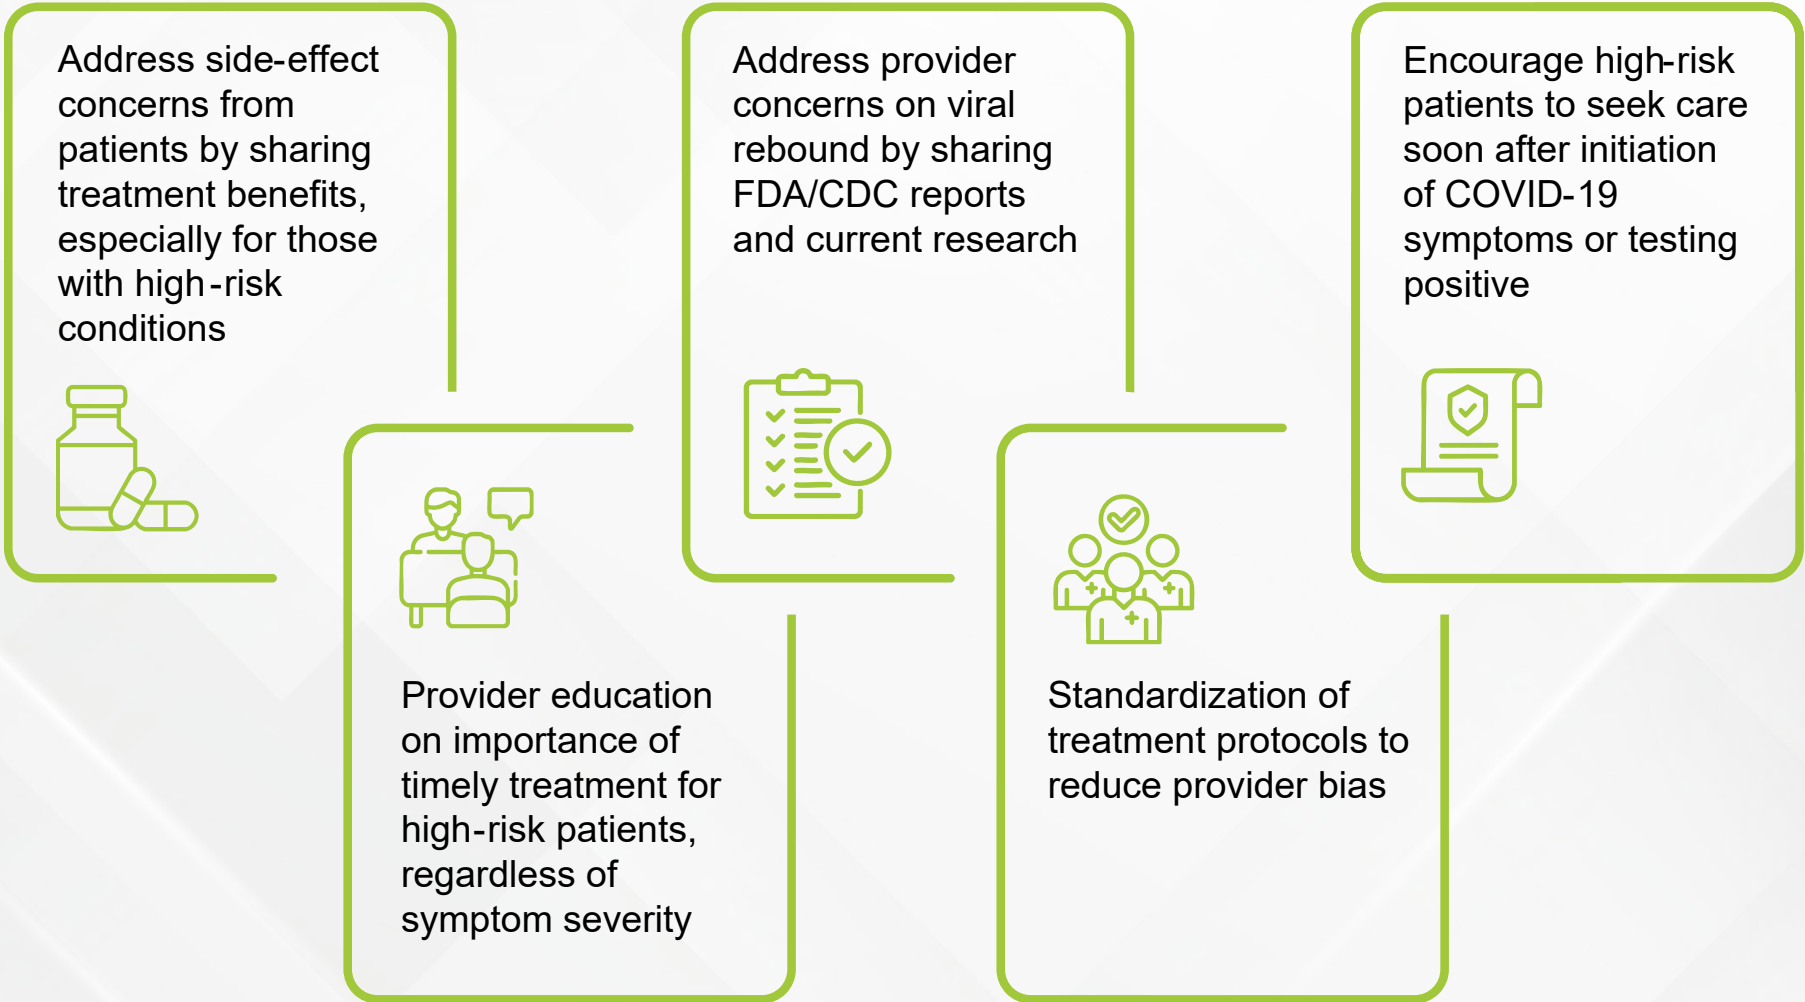 Address side-effect
concerns from
patients by sharing
treatment benefits,
especially for those
with high-risk
conditions
Provider education
on importance of
timely treatment for
high-risk patients,
regardless of
symptom severity
Address provider
concerns on viral
rebound by sharing
FDA/CDC reports
and current research
Standardization of
treatment protocols to
reduce provider bias
Encourage high-risk
patients to seek care
soon after initiation
of COVID-19
symptoms or testing
positive